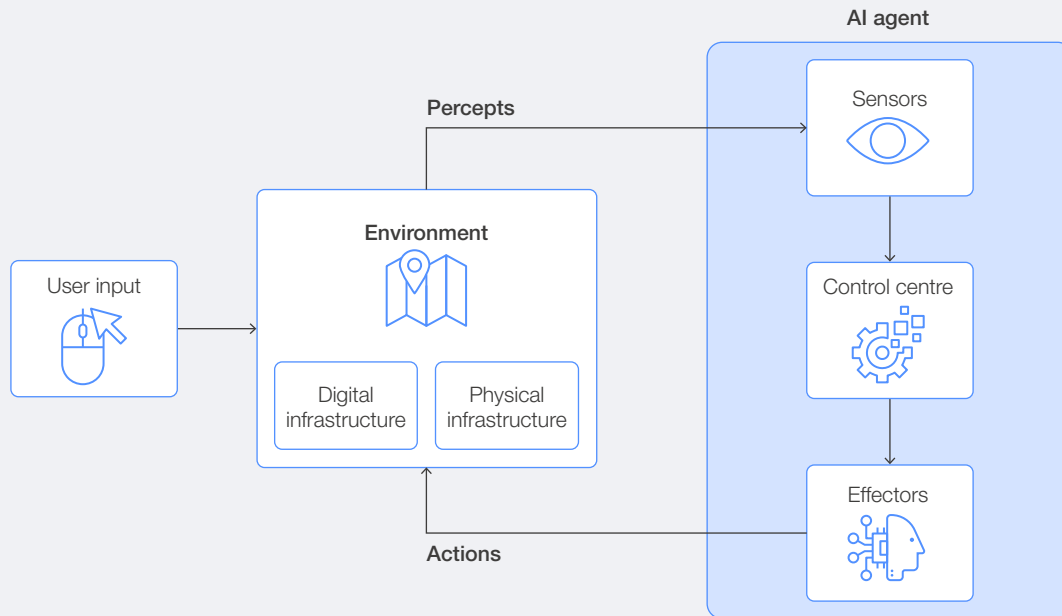 AI agent
Sensors
Percepts
Environment
User input
Control centre
Digital
infrastructure
Physical
infrastructure
Effectors
Actions